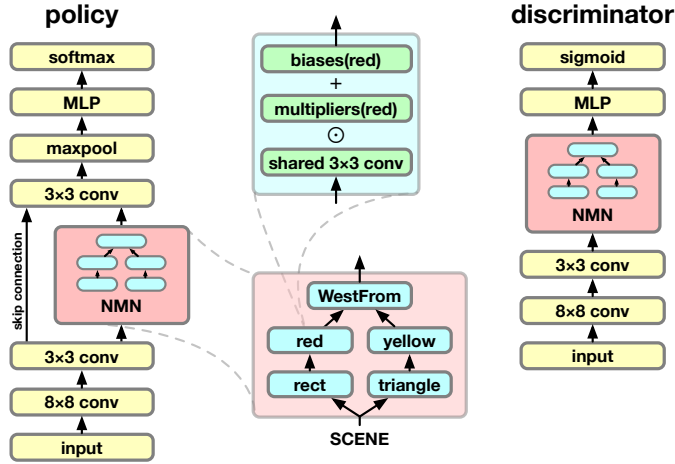 policy
softmax
MLP
maxpool
3×3 conv
skip connection
NMN
3×3 conv
8×8 conv
input
biases(red)
+
multipliers(red)
⊙
shared 3×3 conv
WestFrom
red yellow
rect triangle
SCENE
discriminator
sigmoid
MLP
NMN
3×3 conv
8×8 conv
input